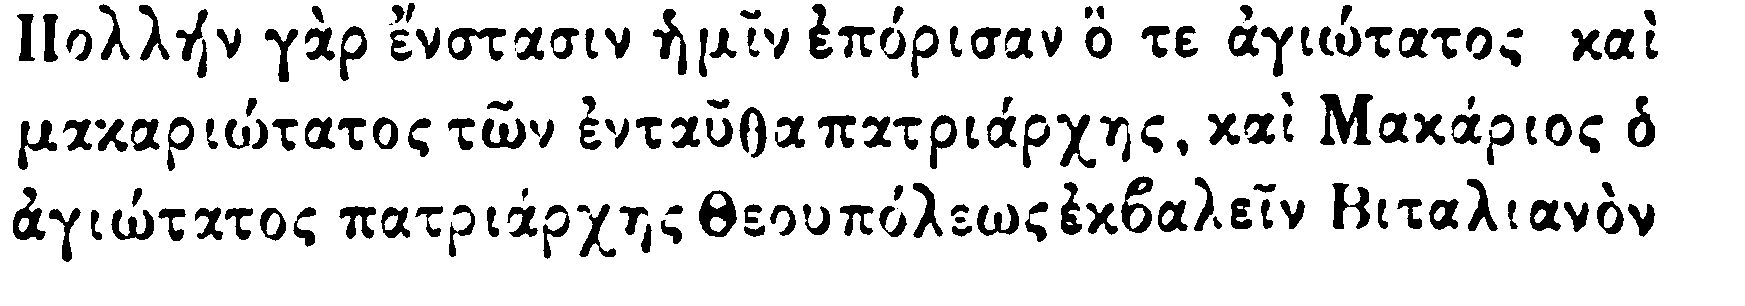 Πολλὴν γὰρ ἔνστασιν ἡμῖν ἐπόρισαν ὅ τε ἁγιώτατος καὶ
μακαριώτατος τῶν ἐνταῦθα πατριάρχης, καὶ Μακάριος ὁ
ἁγιώτατος πατριάρχης Θεουπόλεως ἐκβαλεῖν Βιταλιανὸν